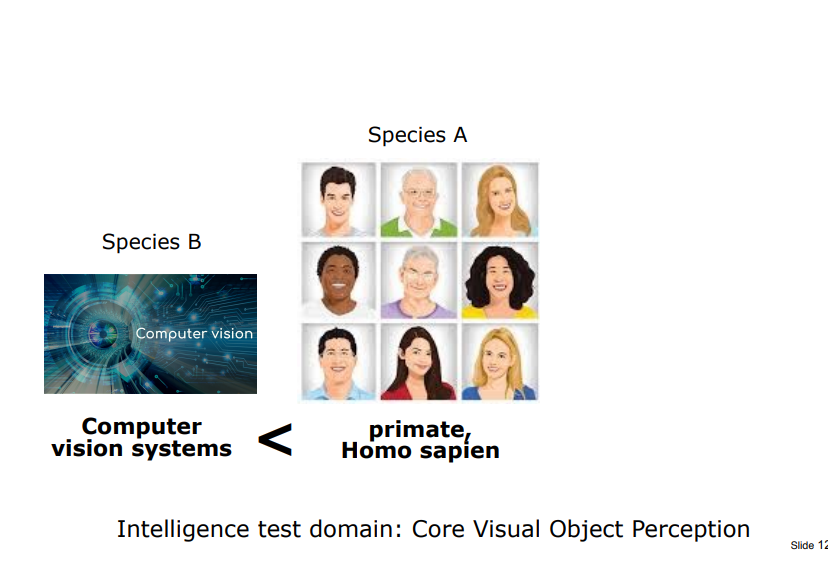 Species A
Species B
Computer vision
Computer
vision systems
<
primate,
Homo sapien
Intelligence test domain: Core Visual Object Perception
Slide 12